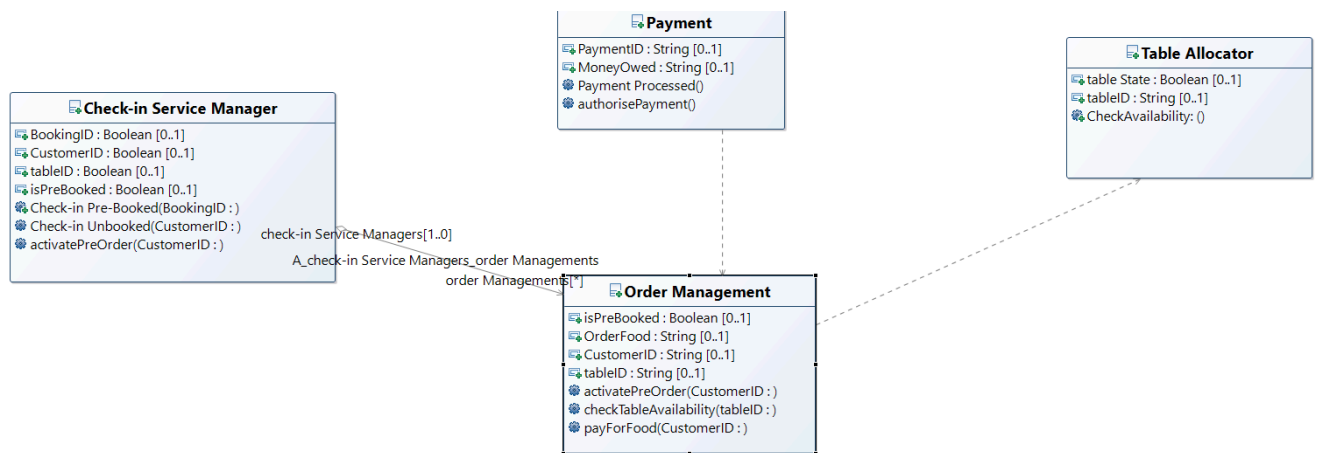 Payment
PaymentID : String [0..1]
MoneyOwed : String [0..1]
Payment Processed()
authorisePayment()
Table Allocator
table State : Boolean [0..1]
tableID : String [0..1]
CheckAvailability: ()
Check-in Service Manager
BookingID : Boolean [0..1]
CustomerID : Boolean [0..1]
tableID : Boolean [0..1]
isPreBooked : Boolean [0..1]
Check-in Pre-Booked(BookingID : )
Check-in Unbooked(CustomerID : )
activatePreOrder(CustomerID : )
check-in Service Managers[1..0]
A_check-in Service Managers_order Managements
order Managements[*]
Order Management
isPreBooked : Boolean [0..1]
OrderFood : String [0..1]
CustomerID : String [0..1]
tableID : String [0..1]
activatePreOrder(CustomerID : )
checkTableAvailability(tableID : )
payForFood(CustomerID : )